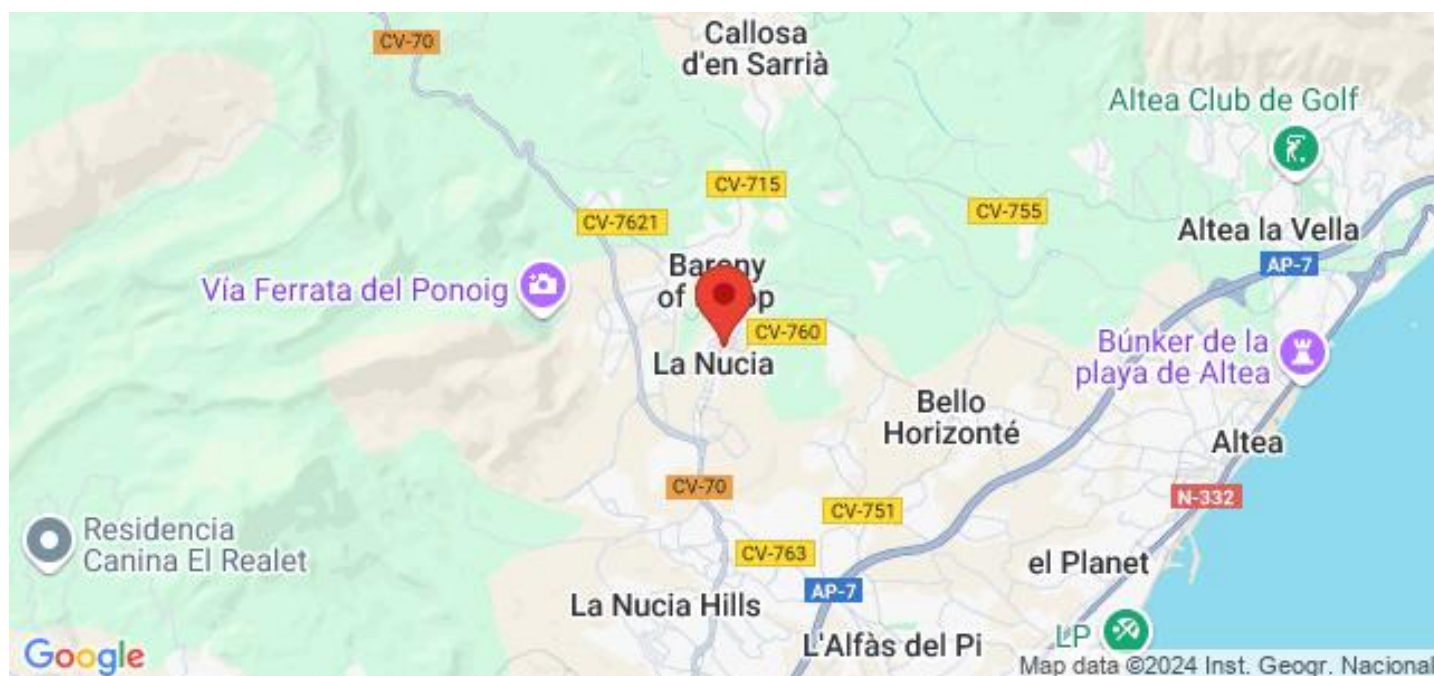 CV-70
Callosa
d'en Sarrià
Altea Club de Golf
CV-715
CV-755
CV-7621
Altea la Vella
AP-7
Barony
of
Vía Ferrata del Ponoig
CV-760
La Nucia
Búnker de la
playa de Altea
Bello
Horizonté
Altea
CV-70
N-332
CV-751
Residencia
Canina El Realet
CV-763
el Planet
AP-7
La Nucia Hills
L'Alfàs del Pi
LP
Google
Map data ©2024 Inst. Geogr. Nacional